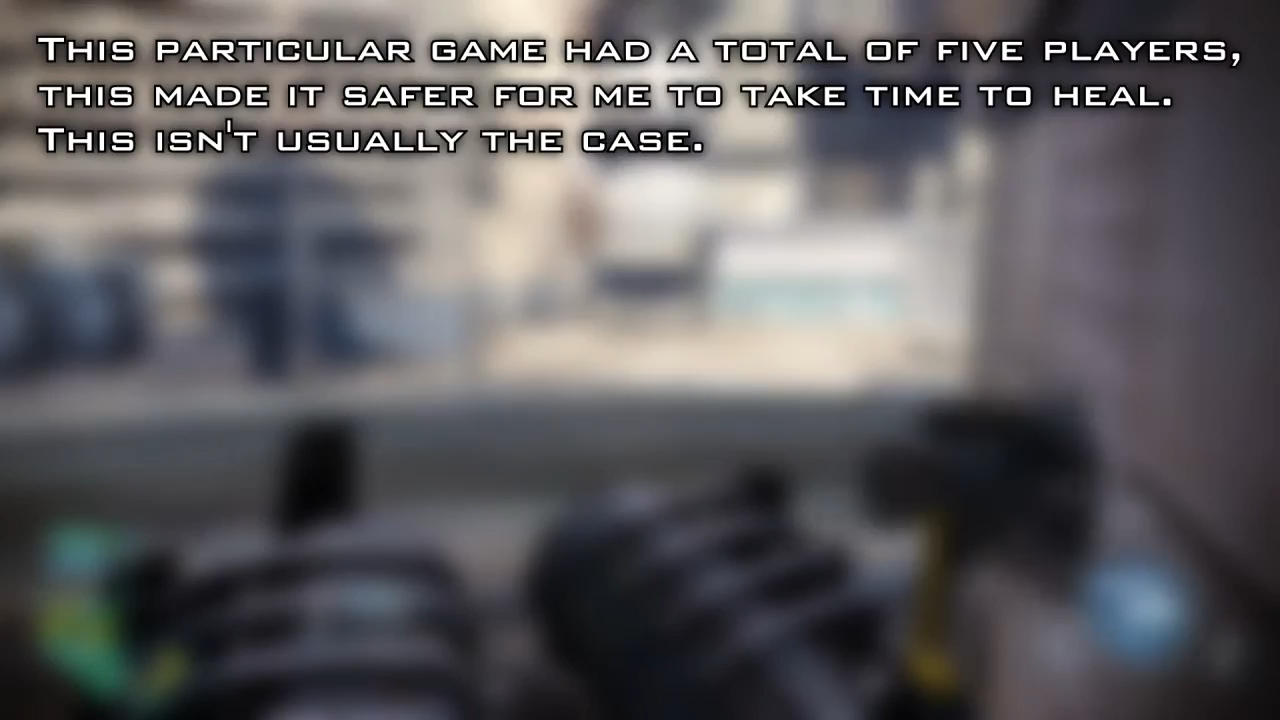 This particular game had a total of five players,
this made it safer for me to take time to heal.
This isn't usually the case.